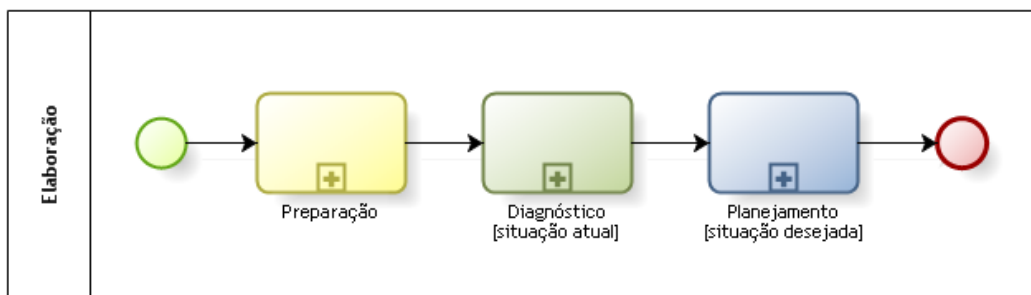 Elaboração
Preparação
Diagnóstico
[situação atual]
Planejamento
[situação desejada]